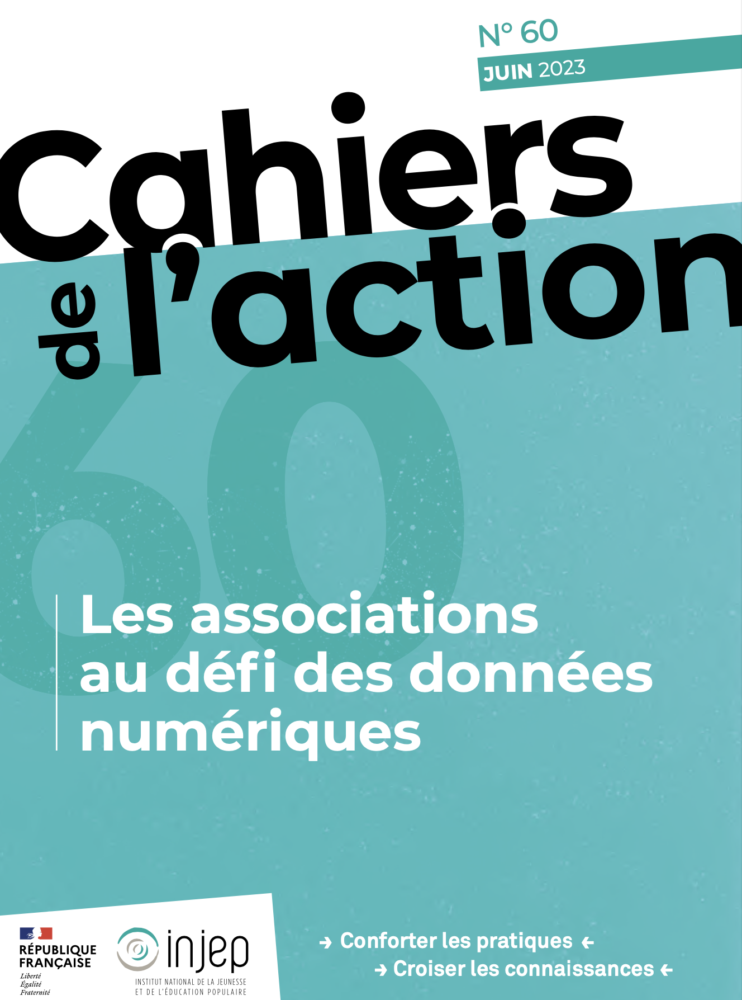 N° 60
JUIN 2023
Cahiers
de l'action
60
Les associations
au défi des données
numériques
RÉPUBLIQUE
FRANÇAISE
Liberté
Égalité
Fraternité
injep
INSTITUT NATIONAL DE LA JEUNESSE
ET DE L'ÉDUCATION POPULAIRE
→ Conforter les pratiques ←
→ Croiser les connaissances ←